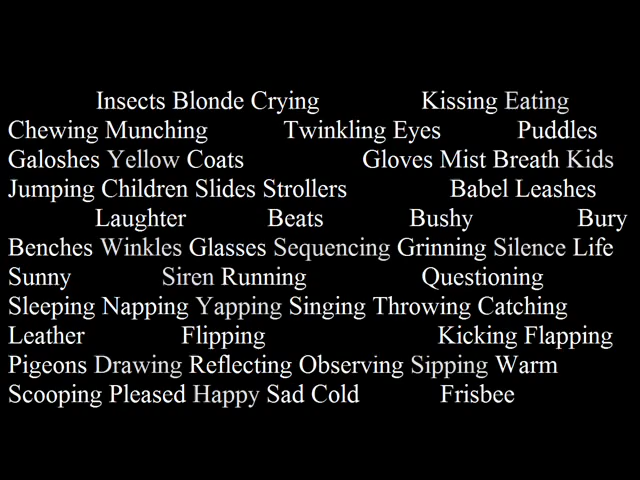 Insects Blonde Crying Kissing Eating
Chewing Munching Twinkling Eyes Puddles
Galoshes Yellow Coats Gloves Mist Breath Kids
Jumping Children Slides Strollers Babel Leashes
Laughter Beats Bushy Bury
Benches Winkles Glasses Sequencing Grinning Silence Life
Sunny Siren Running Questioning
Sleeping Napping Yapping Singing Throwing Catching
Leather Flipping Kicking Flapping
Pigeons Drawing Reflecting Observing Sipping Warm
Scooping Pleased Happy Sad Cold Frisbee